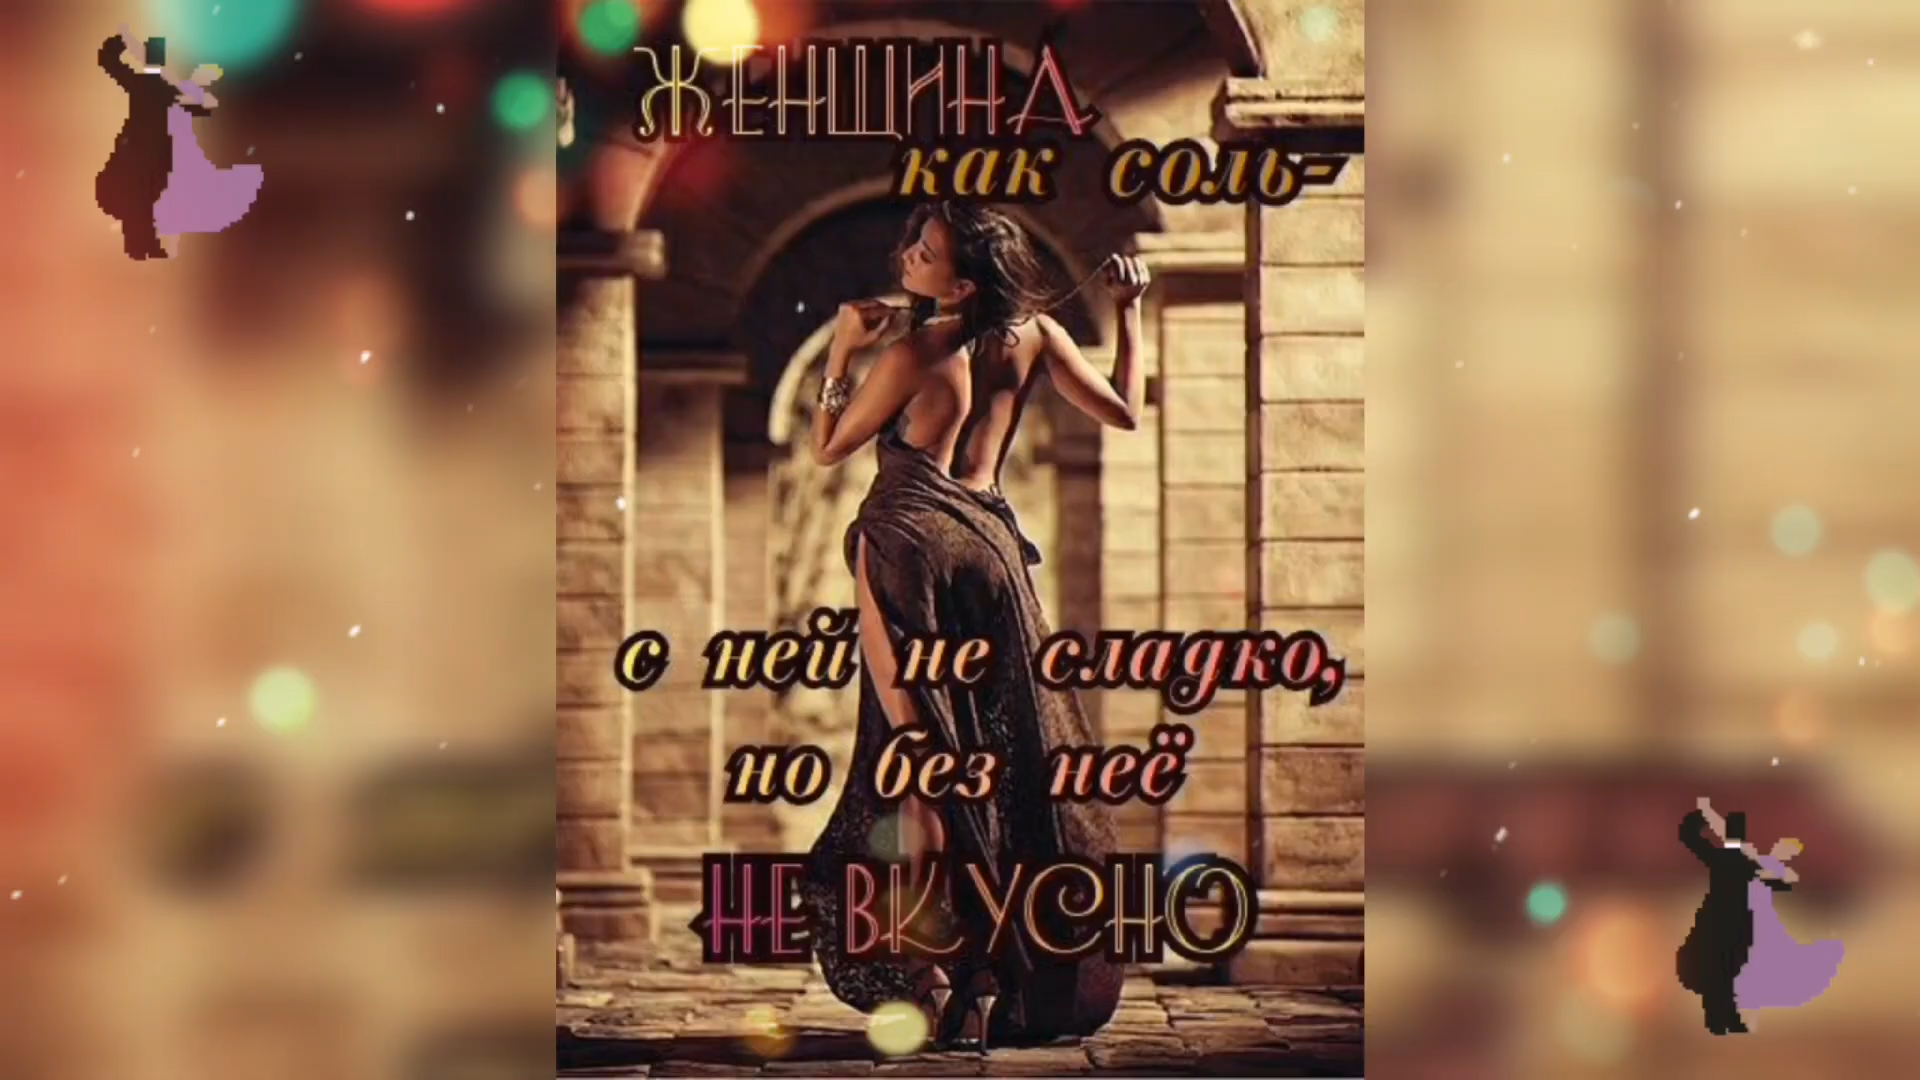 ЖЕНЩИНА
как соль-
с ней не сладко,
но без неё
НЕ ВКУСНО